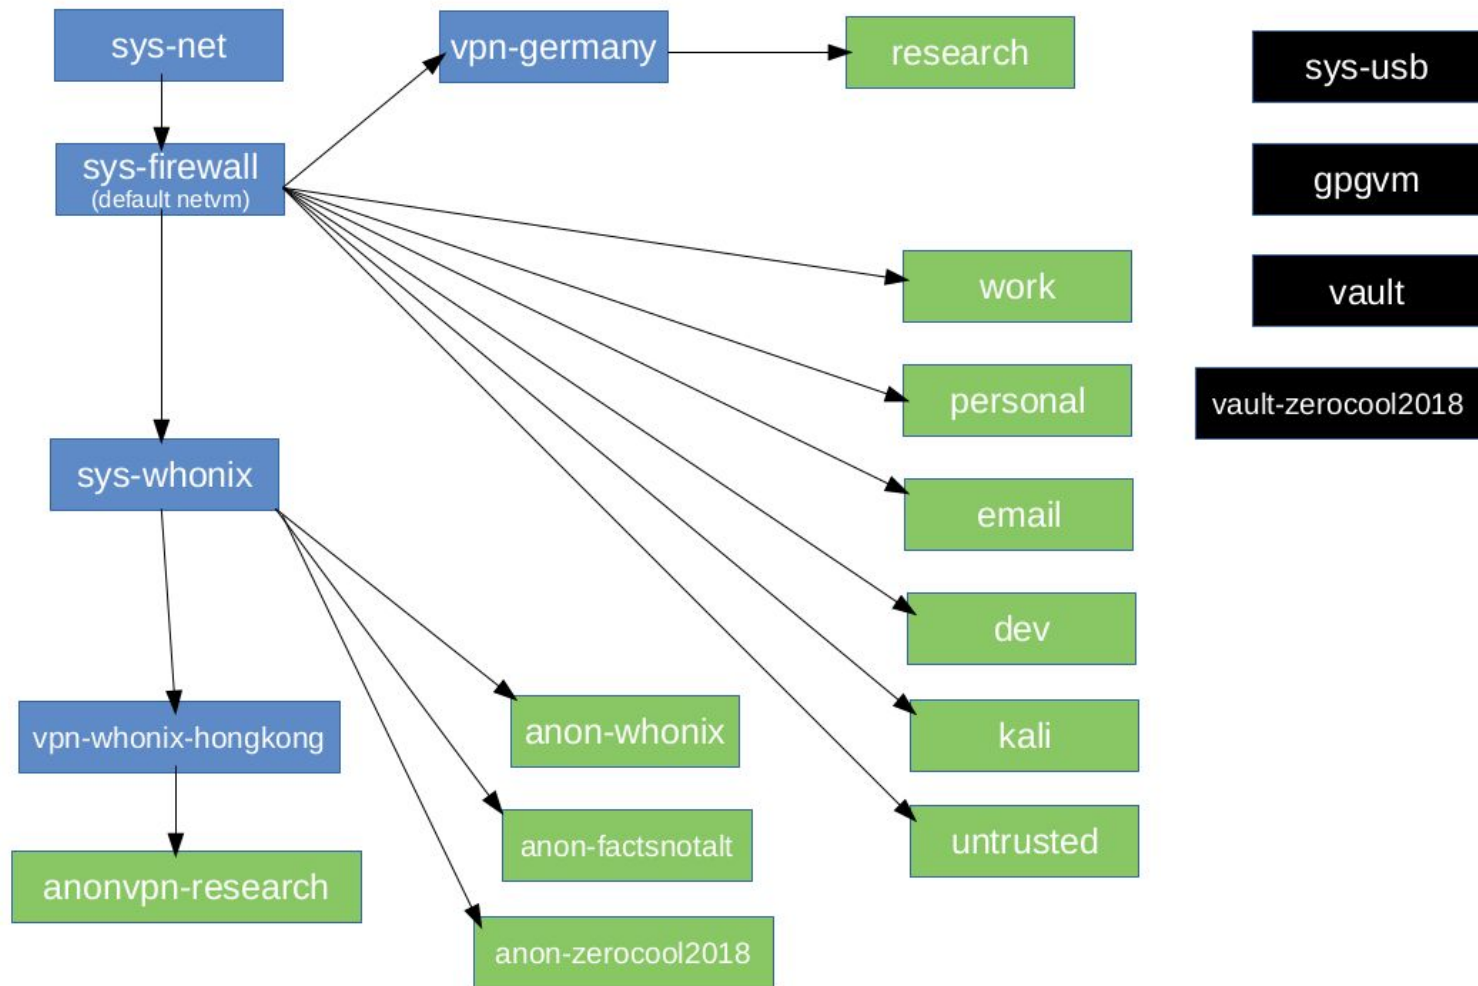 sys-net
vpn-germany
research
sys-usb
sys-firewall
(default netvm)
gpgvm
work
vault
personal
vault-zerocool2018
sys-whonix
email
dev
vpn-whonix-hongkong
anon-whonix
kali
anon-factsnotalt
untrusted
anonvpn-research
anon-zerocool2018